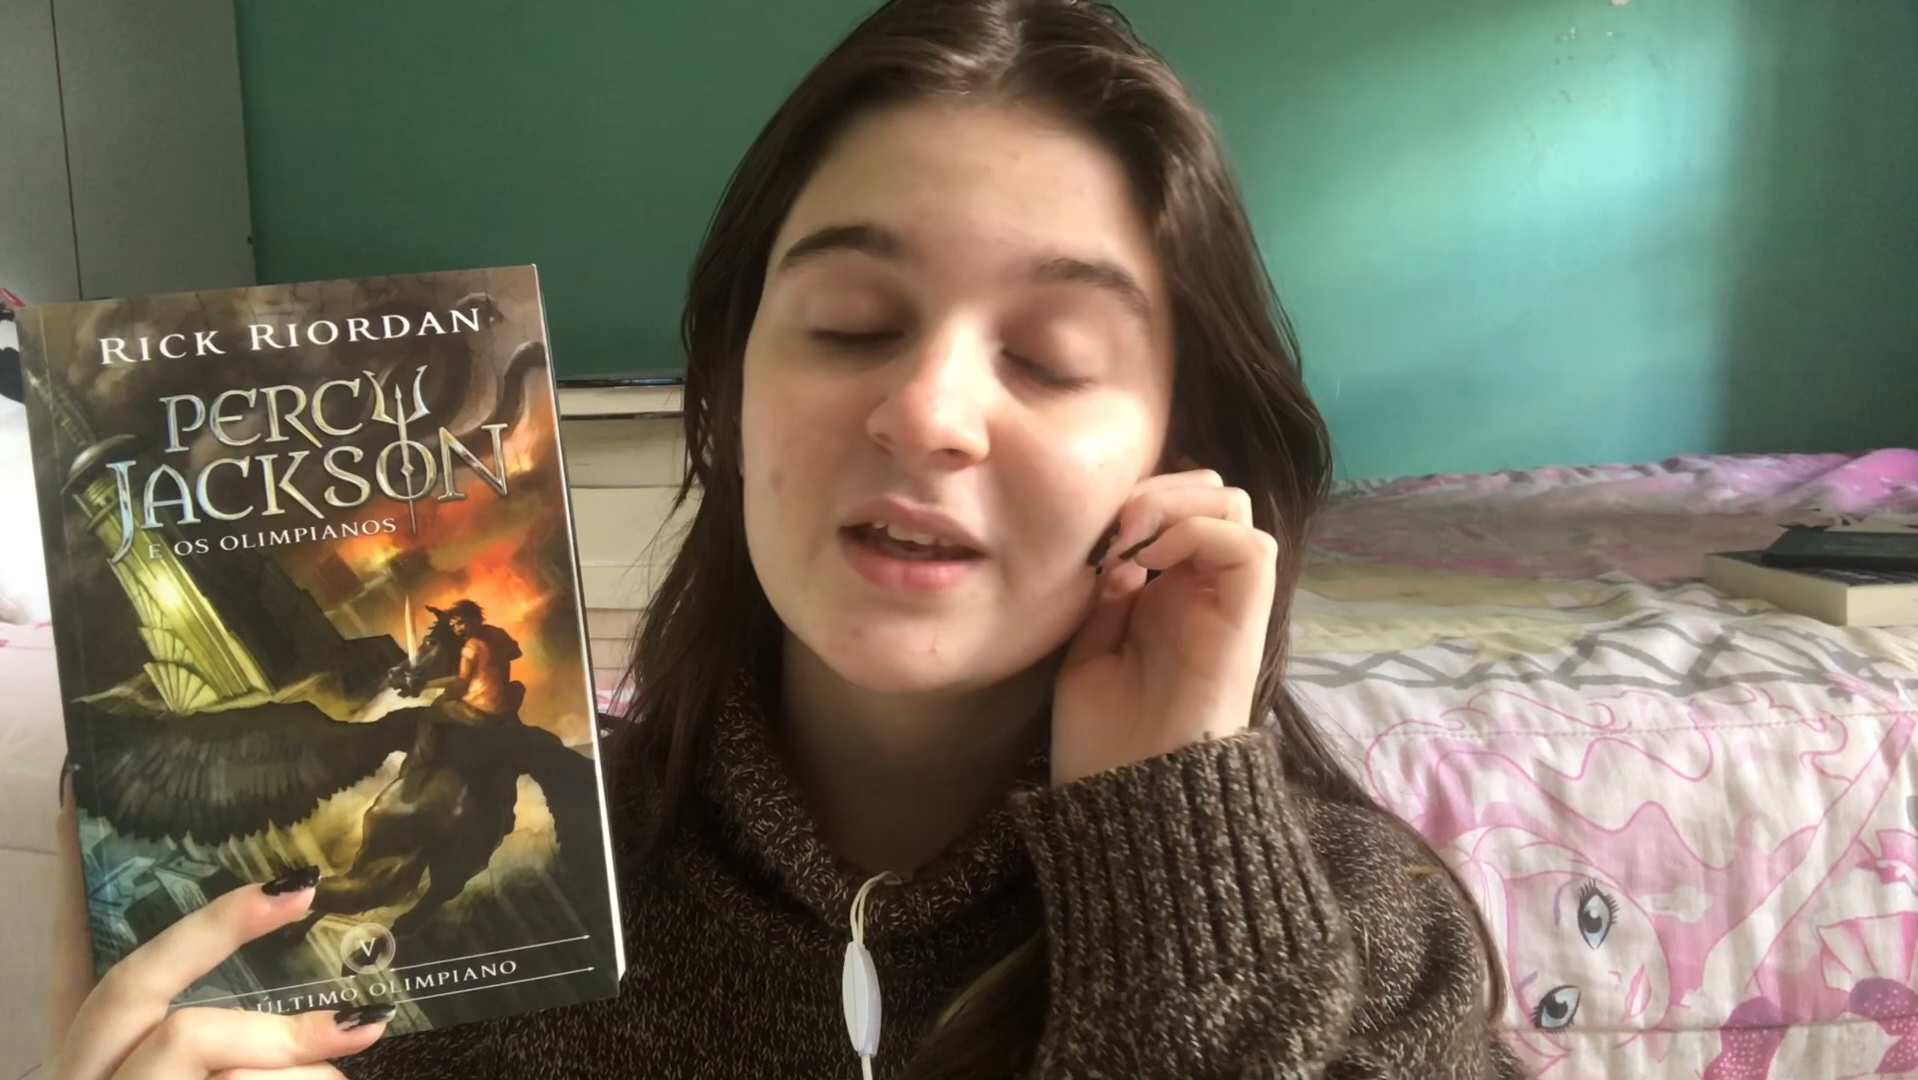 RICK RIORDAN
PERCY
JACKSON
E OS OLIMPIANOS
V
O ÚLTIMO OLIMPIANO